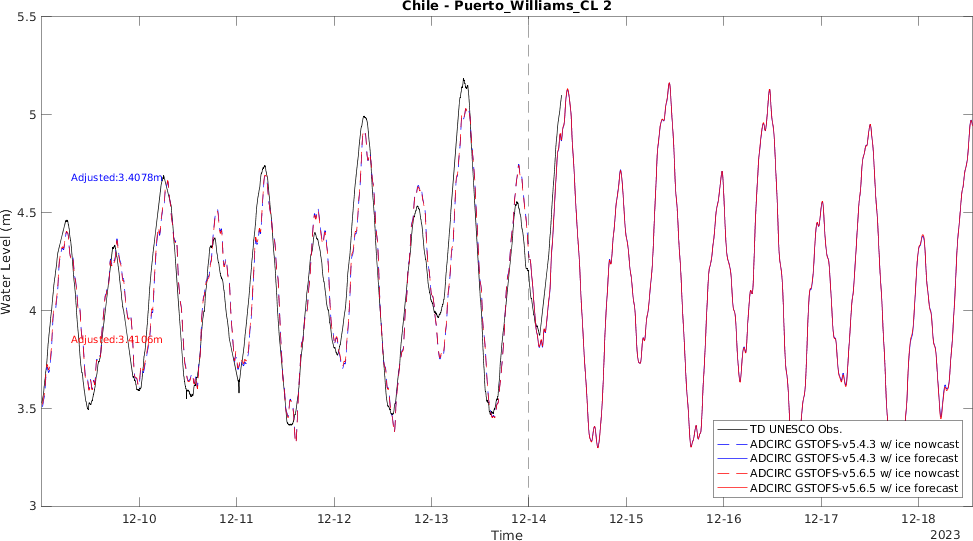 Chile - Puerto_Williams_CL 2
5.5
5
4.5
4
3.5
3
Water Level (m)
Adjusted:3.4078m
Adjusted:3.4106m
TD UNESCO Obs.
ADCIRC GSTOFS-v5.4.3 w/ ice nowcast
ADCIRC GSTOFS-v5.4.3 w/ ice forecast
ADCIRC GSTOFS-v5.6.5 w/ ice nowcast
ADCIRC GSTOFS-v5.6.5 w/ ice forecast
12-10 12-11 12-12 12-13 12-14 12-15 12-16 12-17 12-18
Time
2023